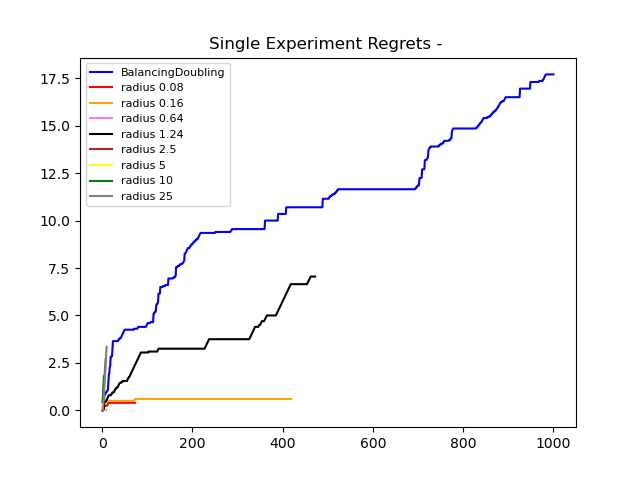 Single Experiment Regrets -
17.5
15.0
12.5
10.0
7.5
5.0
2.5
0.0
BalancingDoubling
radius 0.08
radius 0.16
radius 0.64
radius 1.24
radius 2.5
radius 5
radius 10
radius 25
0 200 400 600 800 1000